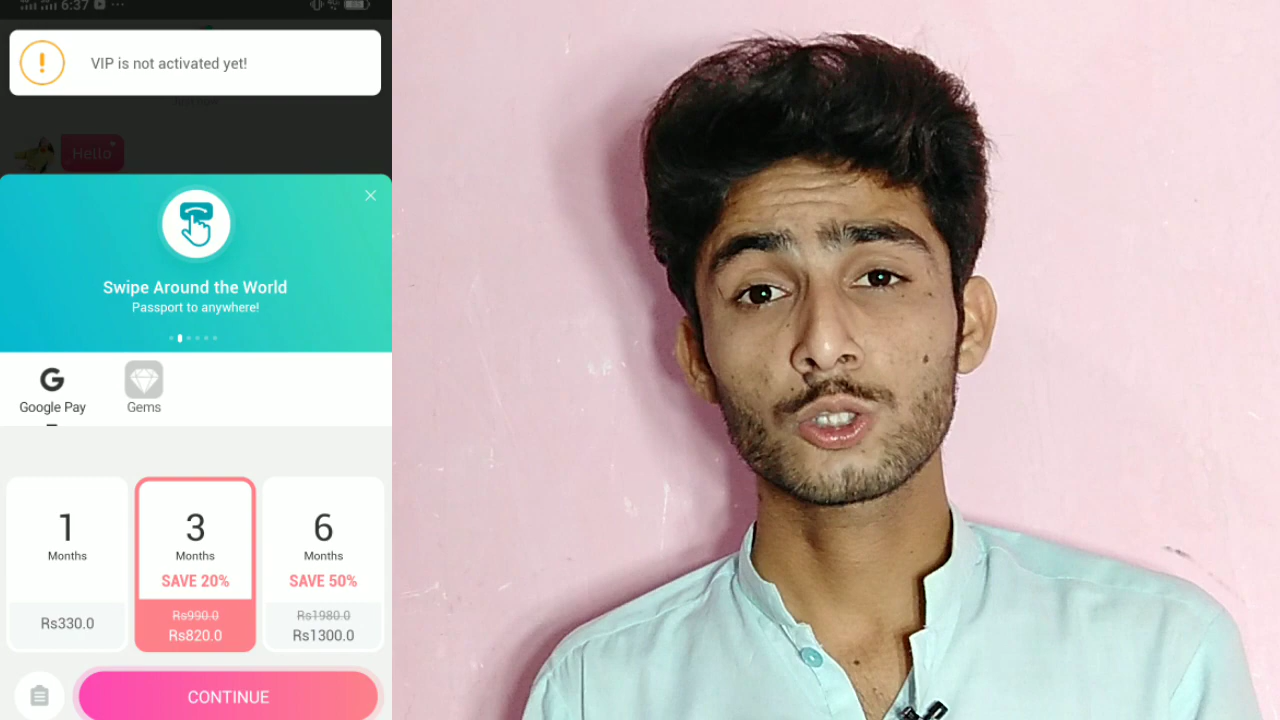 6:37
VIP is not activated yet!
Hello
Swipe Around the World
Passport to anywhere!
G
Google Pay
Gems
1
Months
Rs330.0
3
Months
SAVE 20%
Rs990.0
Rs820.0
6
Months
SAVE 50%
Rs1980.0
Rs1300.0
CONTINUE